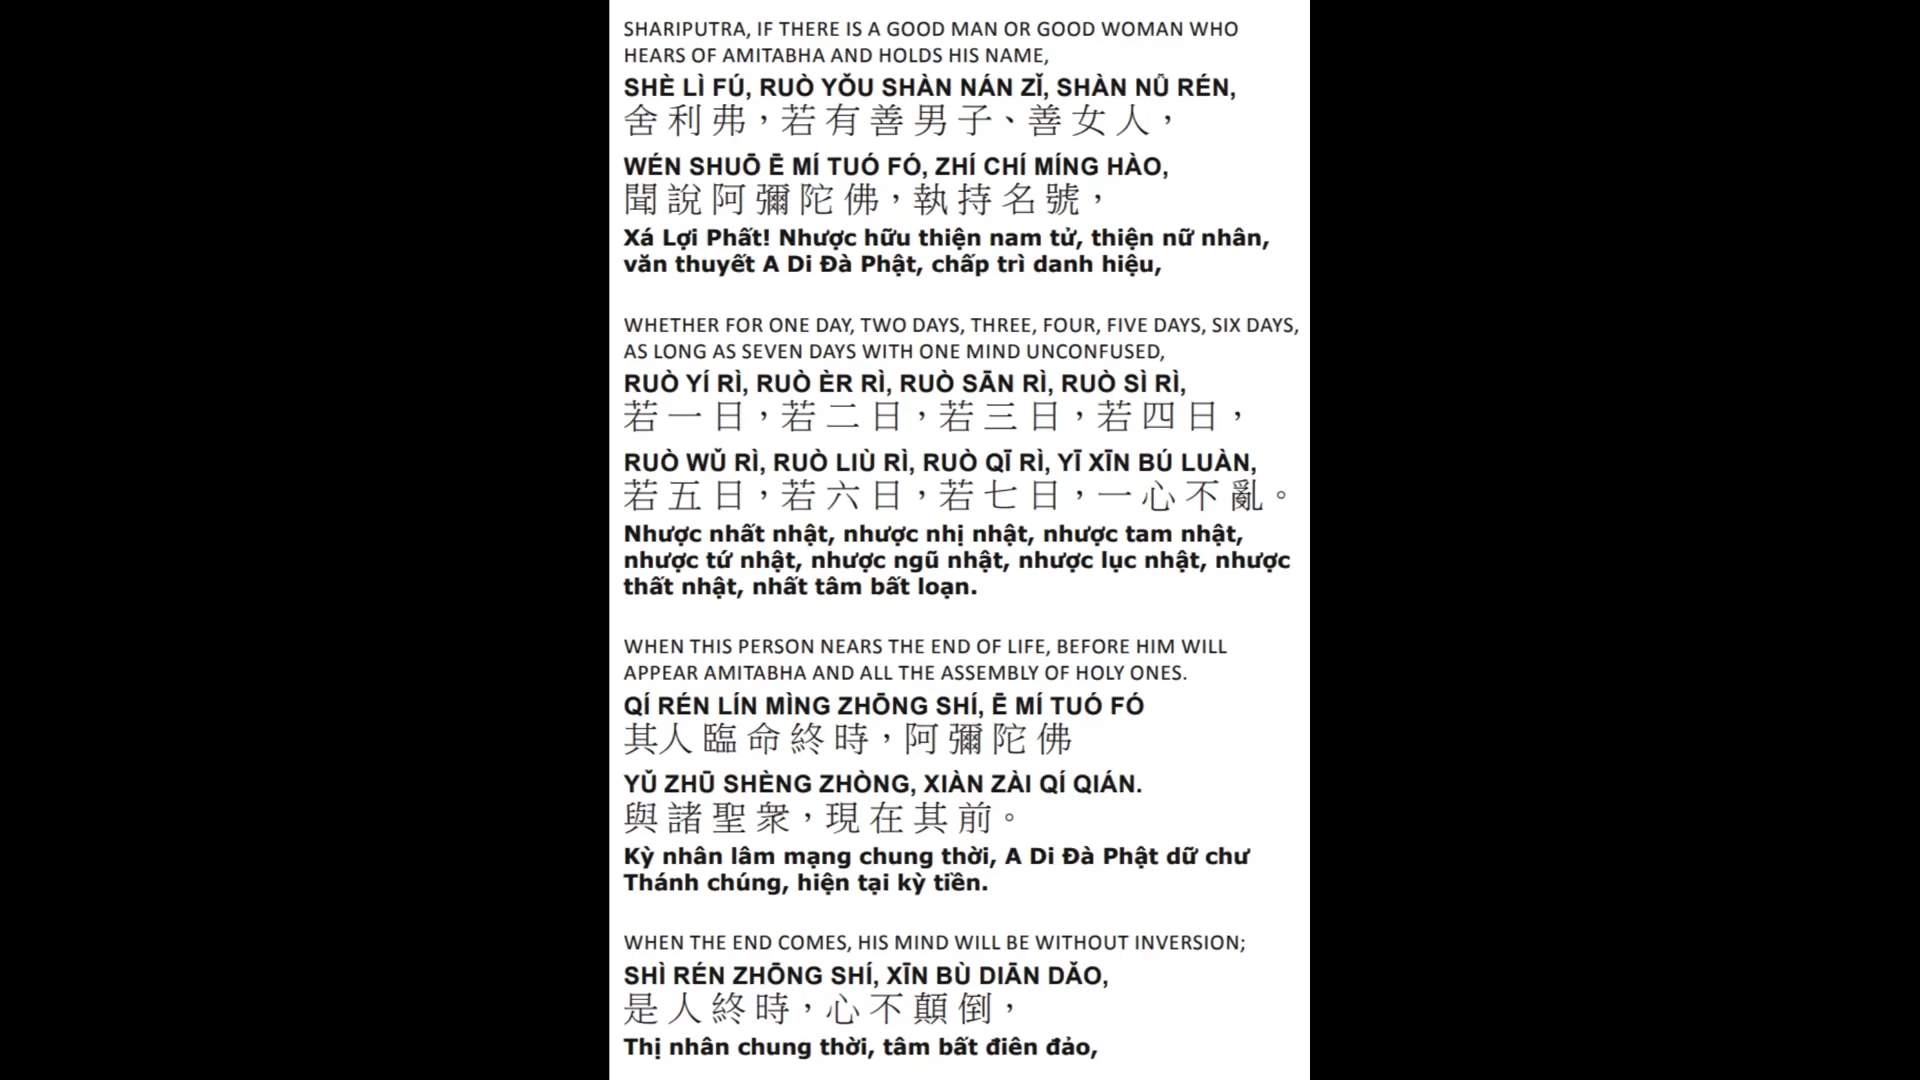 SHARIPUTRA, IF THERE IS A GOOD MAN OR GOOD WOMAN WHO
HEARS OF AMITABHA AND HOLDS HIS NAME,
SHÈ LÌ FÚ, RUÒ YǑU SHÀN NÁN ZǏ, SHÀN NǙ RÉN,
舍利弗，若有善男子、善女人，
WÉN SHUŌ Ē MÍ TUÓ FÓ, ZHÍ CHÍ MÍNG HÀO,
聞說阿彌陀佛，執持名號，
Xá Lợi Phất! Nhược hữu thiện nam tử, thiện nữ nhân,
văn thuyết A Di Đà Phật, chấp trì danh hiệu,
WHETHER FOR ONE DAY, TWO DAYS, THREE, FOUR, FIVE DAYS, SIX DAYS,
AS LONG AS SEVEN DAYS WITH ONE MIND UNCONFUSED,
RUÒ YÍ RÌ, RUÒ ÈR RÌ, RUÒ SĀN RÌ, RUÒ SÌ RÌ,
若一日，若二日，若三日，若四日，
RUÒ WǓ RÌ, RUÒ LIÙ RÌ, RUÒ QĪ RÌ, YĪ XĪN BÚ LUÀN,
若五日，若六日，若七日，一心不亂。
Nhược nhất nhật, nhược nhị nhật, nhược tam nhật,
nhược tứ nhật, nhược ngũ nhật, nhược lục nhật, nhược
thất nhật, nhất tâm bất loạn.
WHEN THIS PERSON NEARS THE END OF LIFE, BEFORE HIM WILL
APPEAR AMITABHA AND ALL THE ASSEMBLY OF HOLY ONES.
QÍ RÉN LÍN MÌNG ZHŌNG SHÍ, Ē MÍ TUÓ FÓ
其人臨命終時，阿彌陀佛
YǓ ZHŪ SHÈNG ZHÒNG, XIÀN ZÀI QÍ QIÁN.
與諸聖衆，現在其前。
Kỳ nhân lâm mạng chung thời, A Di Đà Phật dữ chư
Thánh chúng, hiện tại kỳ tiền.
WHEN THE END COMES, HIS MIND WILL BE WITHOUT INVERSION;
SHÌ RÉN ZHŌNG SHÍ, XĪN BÙ DIĀN DǍO,
是人終時，心不顛倒，
Thị nhân chung thời, tâm bất điên đảo,